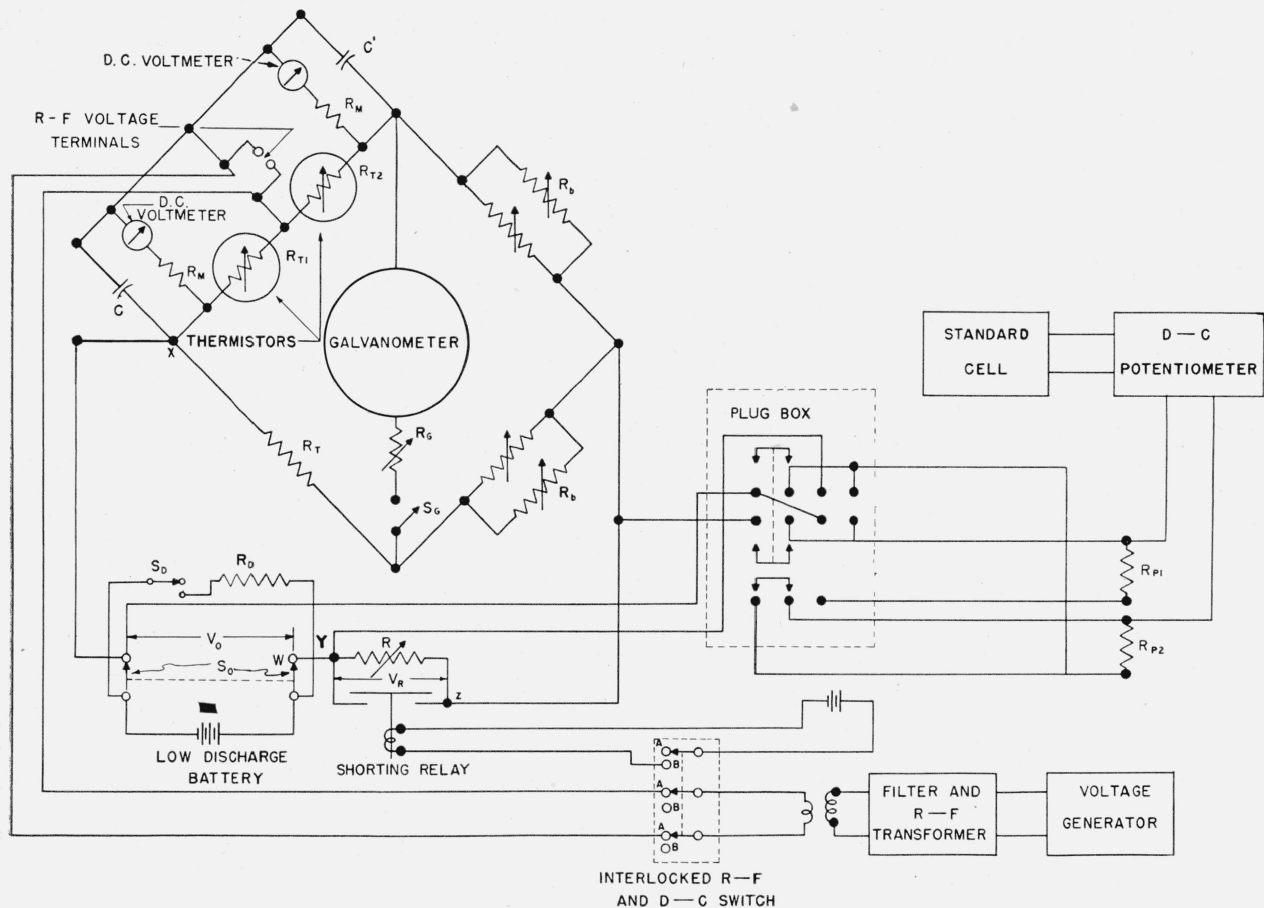 C'
D.C. VOLTMETER
R_M
R-F VOLTAGE
TERMINALS
R_T2
R_b
D.C.
VOLTMETER
R_T1
R_M
C
X
THERMISTORS
GALVANOMETER
STANDARD
CELL
D—C
POTENTIOMETER
PLUG BOX
R_G
R_T
R_b
S_G
S_D
R_D
R_P1
V_O
Y
R
W
S_O
R_P2
V_R
Z
LOW DISCHARGE
BATTERY
SHORTING RELAY
A
B
A
B
A
B
FILTER AND
R—F
TRANSFORMER
VOLTAGE
GENERATOR
INTERLOCKED R—F
AND D—C SWITCH